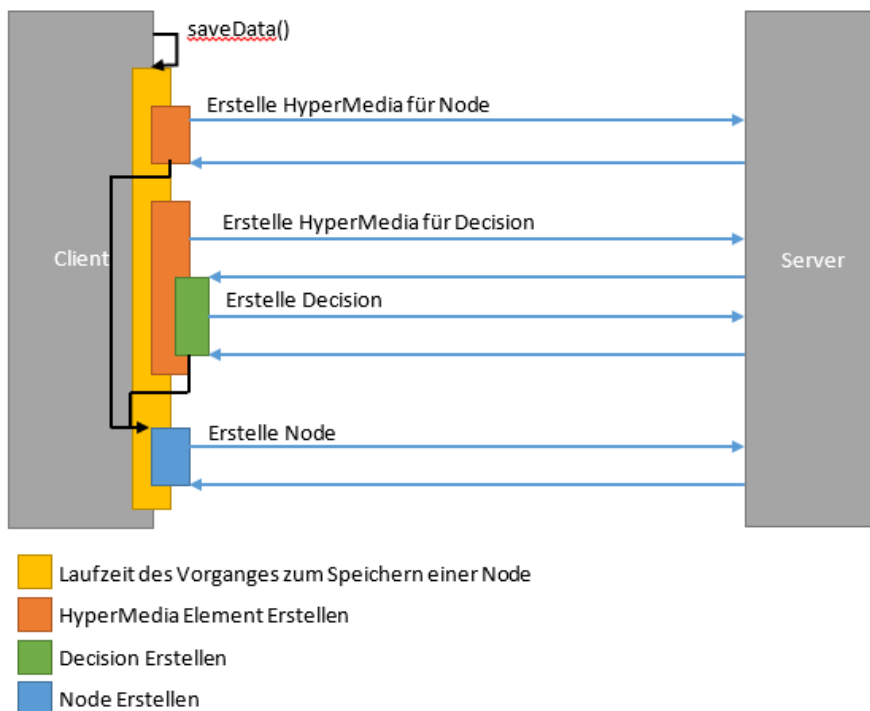 saveData()
Erstelle HyperMedia für Node
Erstelle HyperMedia für Decision
Client
Server
Erstelle Decision
Erstelle Node
Laufzeit des Vorganges zum Speichern einer Node
HyperMedia Element Erstellen
Decision Erstellen
Node Erstellen